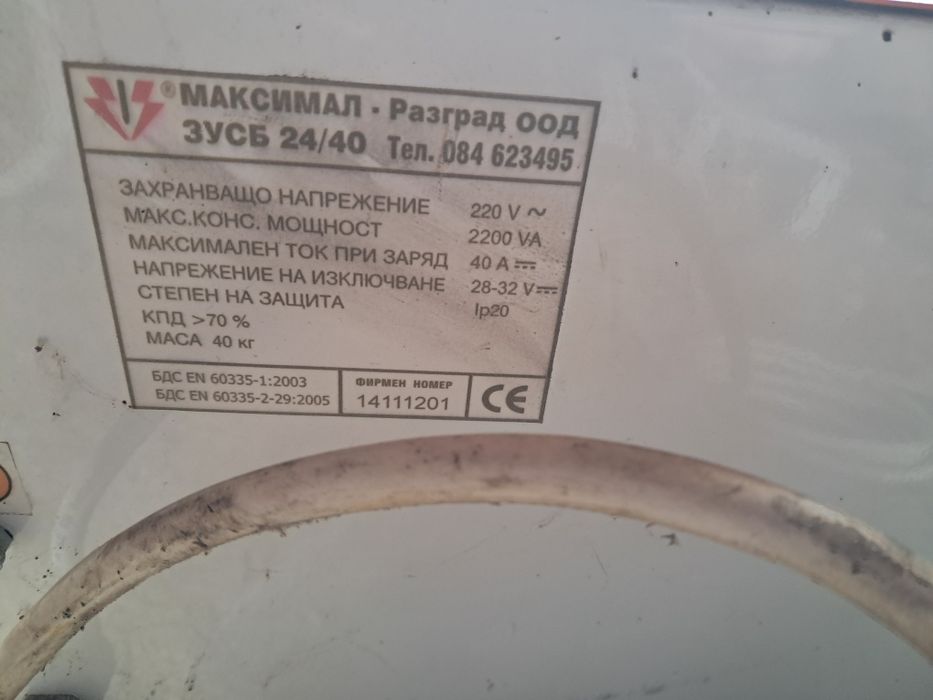 ® МАКСИМАЛ - Разград ООД
ЗУСБ 24/40 Тел. 084 623495
ЗАХРАНВАЩО НАПРЕЖЕНИЕ 220 V ~
МАКС.КОНС. МОЩНОСТ 2200 VA
МАКСИМАЛЕН ТОК ПРИ ЗАРЯД 40 A ⎓
НАПРЕЖЕНИЕ НА ИЗКЛЮЧВАНЕ 28-32 V ⎓
СТЕПЕН НА ЗАЩИТА Ip20
КПД >70 %
МАСА 40 кг
БДС EN 60335-1:2003
БДС EN 60335-2-29:2005
ФИРМЕН НОМЕР
14111201
CE